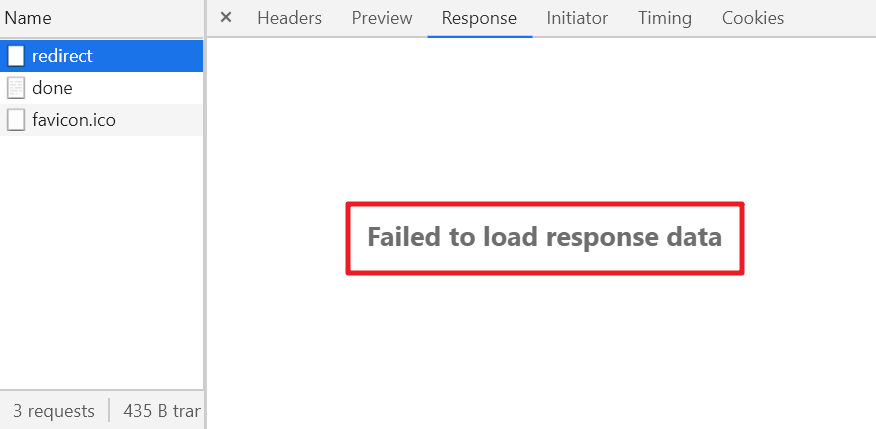 Name
Headers Preview Response Initiator Timing Cookies
redirect
done
favicon.ico
Failed to load response data
3 requests 435 B tran